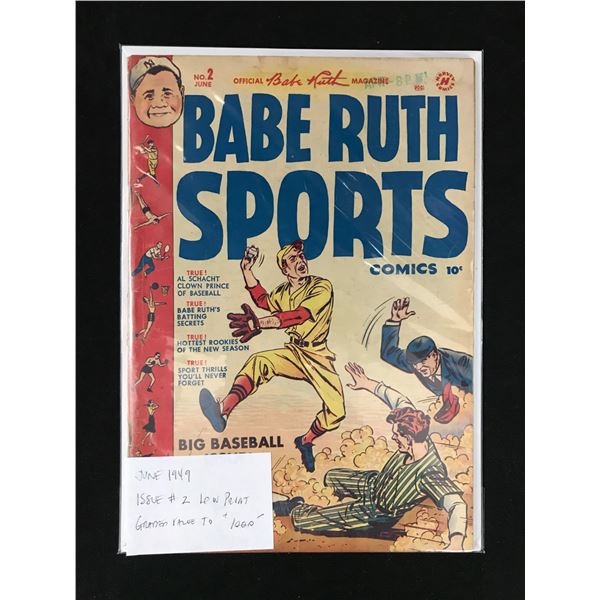 NO. 2
JUNE
OFFICIAL Babe Ruth MAGAZINE
HARVEY
H
COMICS
BABE RUTH
SPORTS
COMICS 10¢
TRUE!
AL SCHACHT
CLOWN PRINCE
OF BASEBALL
TRUE!
BABE RUTH'S
BATTING
SECRETS
TRUE!
HOTTEST ROOKIES
OF THE NEW SEASON
TRUE!
SPORT THRILLS
YOU'LL NEVER
FORGET
BIG BASEBALL
JUNE 1949
ISSUE # 2 LOW PRINT
GRADED VALUE TO "1000"